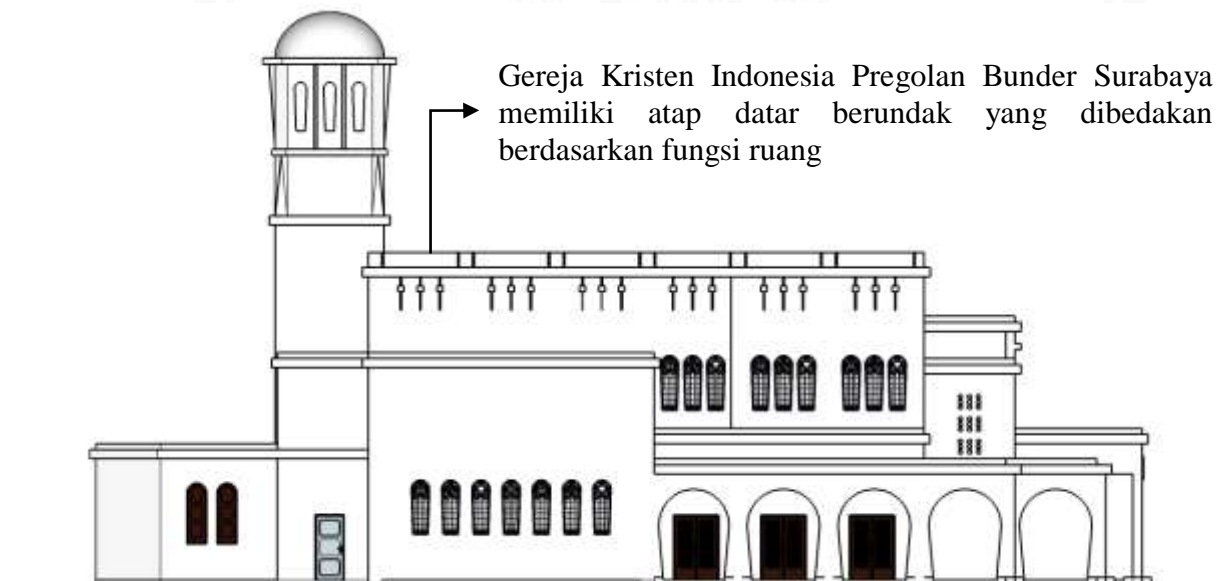 Gereja Kristen Indonesia Pregolan Bunder Surabaya
memiliki atap datar berundak yang dibedakan
berdasarkan fungsi ruang